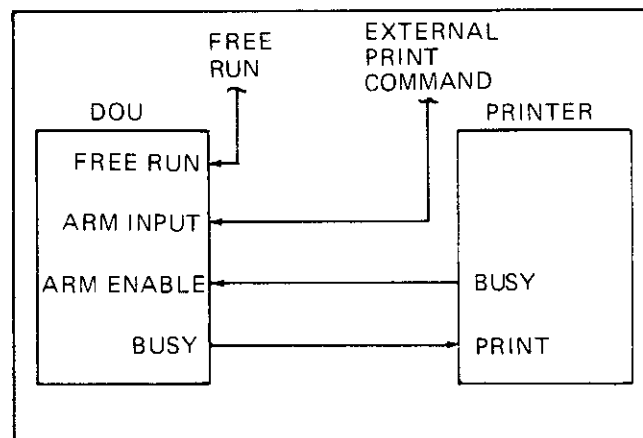 FREE
RUN
EXTERNAL
PRINT
COMMAND
DOU
PRINTER
FREE RUN
ARM INPUT
ARM ENABLE
BUSY
BUSY
PRINT